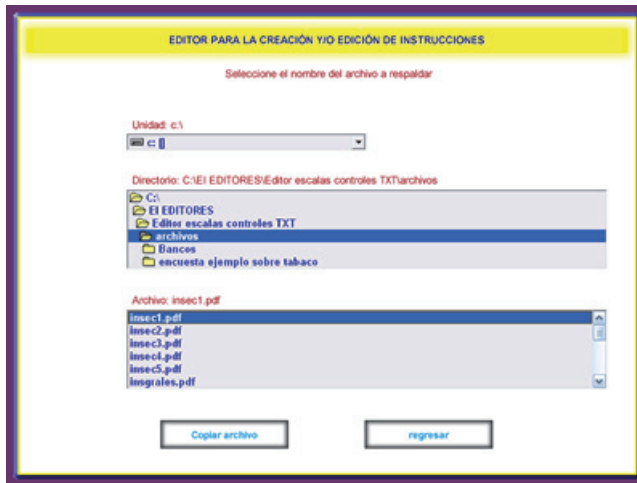 EDITOR PARA LA CREACIÓN Y/O EDICIÓN DE INSTRUCCIONES
Seleccione el nombre del archivo a respaldar
Unidad: c:\
c: []
Directorio: C:\EI EDITORES\Editor escalas controles TXT\archivos
C:\
EI EDITORES
Editor escalas controles TXT
archivos
Bancos
encuesta ejemplo sobre tabaco
Archivo: insec1.pdf
insec1.pdf
insec2.pdf
insec3.pdf
insec4.pdf
insec5.pdf
insgrales.pdf
Copiar archivo
regresar